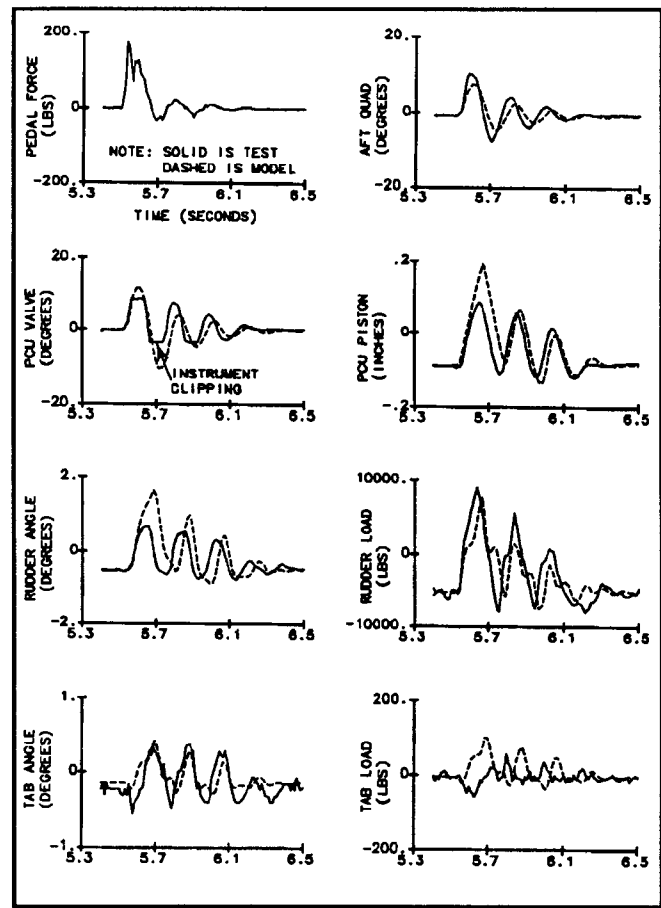 200.
PEDAL FORCE
(LBS)
0
NOTE: SOLID IS TEST
DASHED IS MODEL
-200.
5.3 5.7 6.1 6.5
TIME (SECONDS)
20.
AFT QUAD
(DEGREES)
0
-20.
5.3 5.7 6.1 6.5
20.
PCU VALVE
(DEGREES)
0
INSTRUMENT
CLIPPING
-20.
5.3 5.7 6.1 6.5
.2
PCU PISTON
(INCHES)
0
-.2
5.3 5.7 6.1 6.5
2.
RUDDER ANGLE
(DEGREES)
0
-2.
5.3 5.7 6.1 6.5
10000.
RUDDER LOAD
(LBS)
0
-10000.
5.3 5.7 6.1 6.5
1.
TAB ANGLE
(DEGREES)
0
-1.
5.3 5.7 6.1 6.5
200.
TAB LOAD
(LBS)
0
-200.
5.3 5.7 6.1 6.5